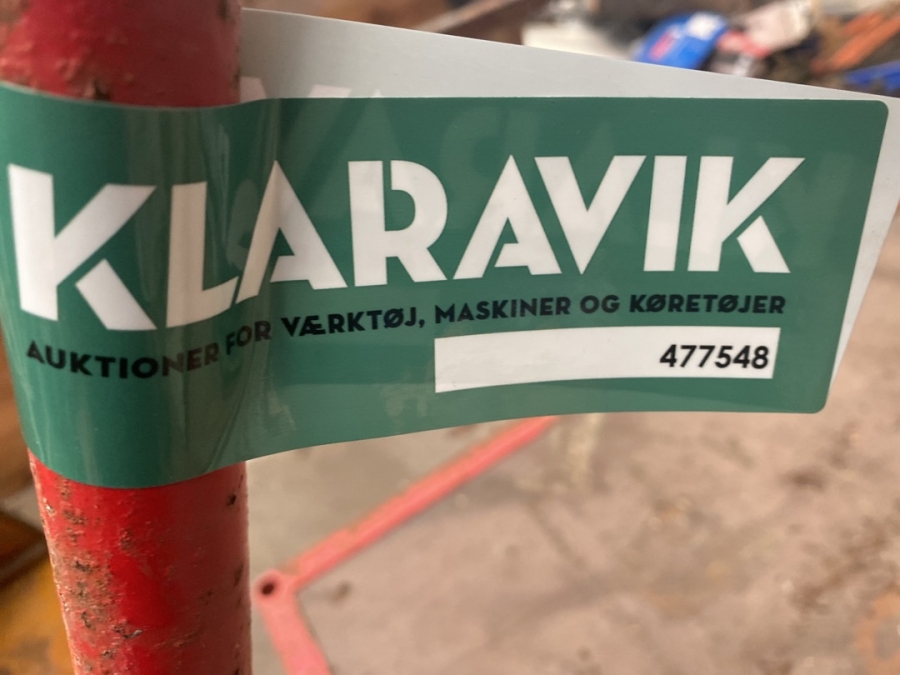 KLARAVIK
AUKTIONER FOR VÆRKTØJ, MASKINER OG KØRETØJER
477548